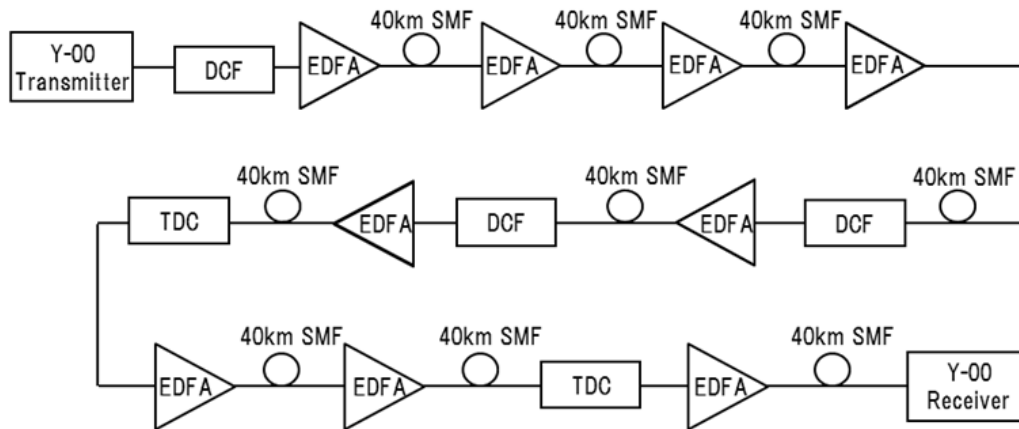 40km SMF 40km SMF 40km SMF
Y-00
Transmitter
DCF
EDFA EDFA EDFA EDFA
40km SMF 40km SMF 40km SMF
TDC EDFA DCF EDFA DCF
40km SMF 40km SMF 40km SMF
EDFA EDFA TDC EDFA
Y-00
Receiver